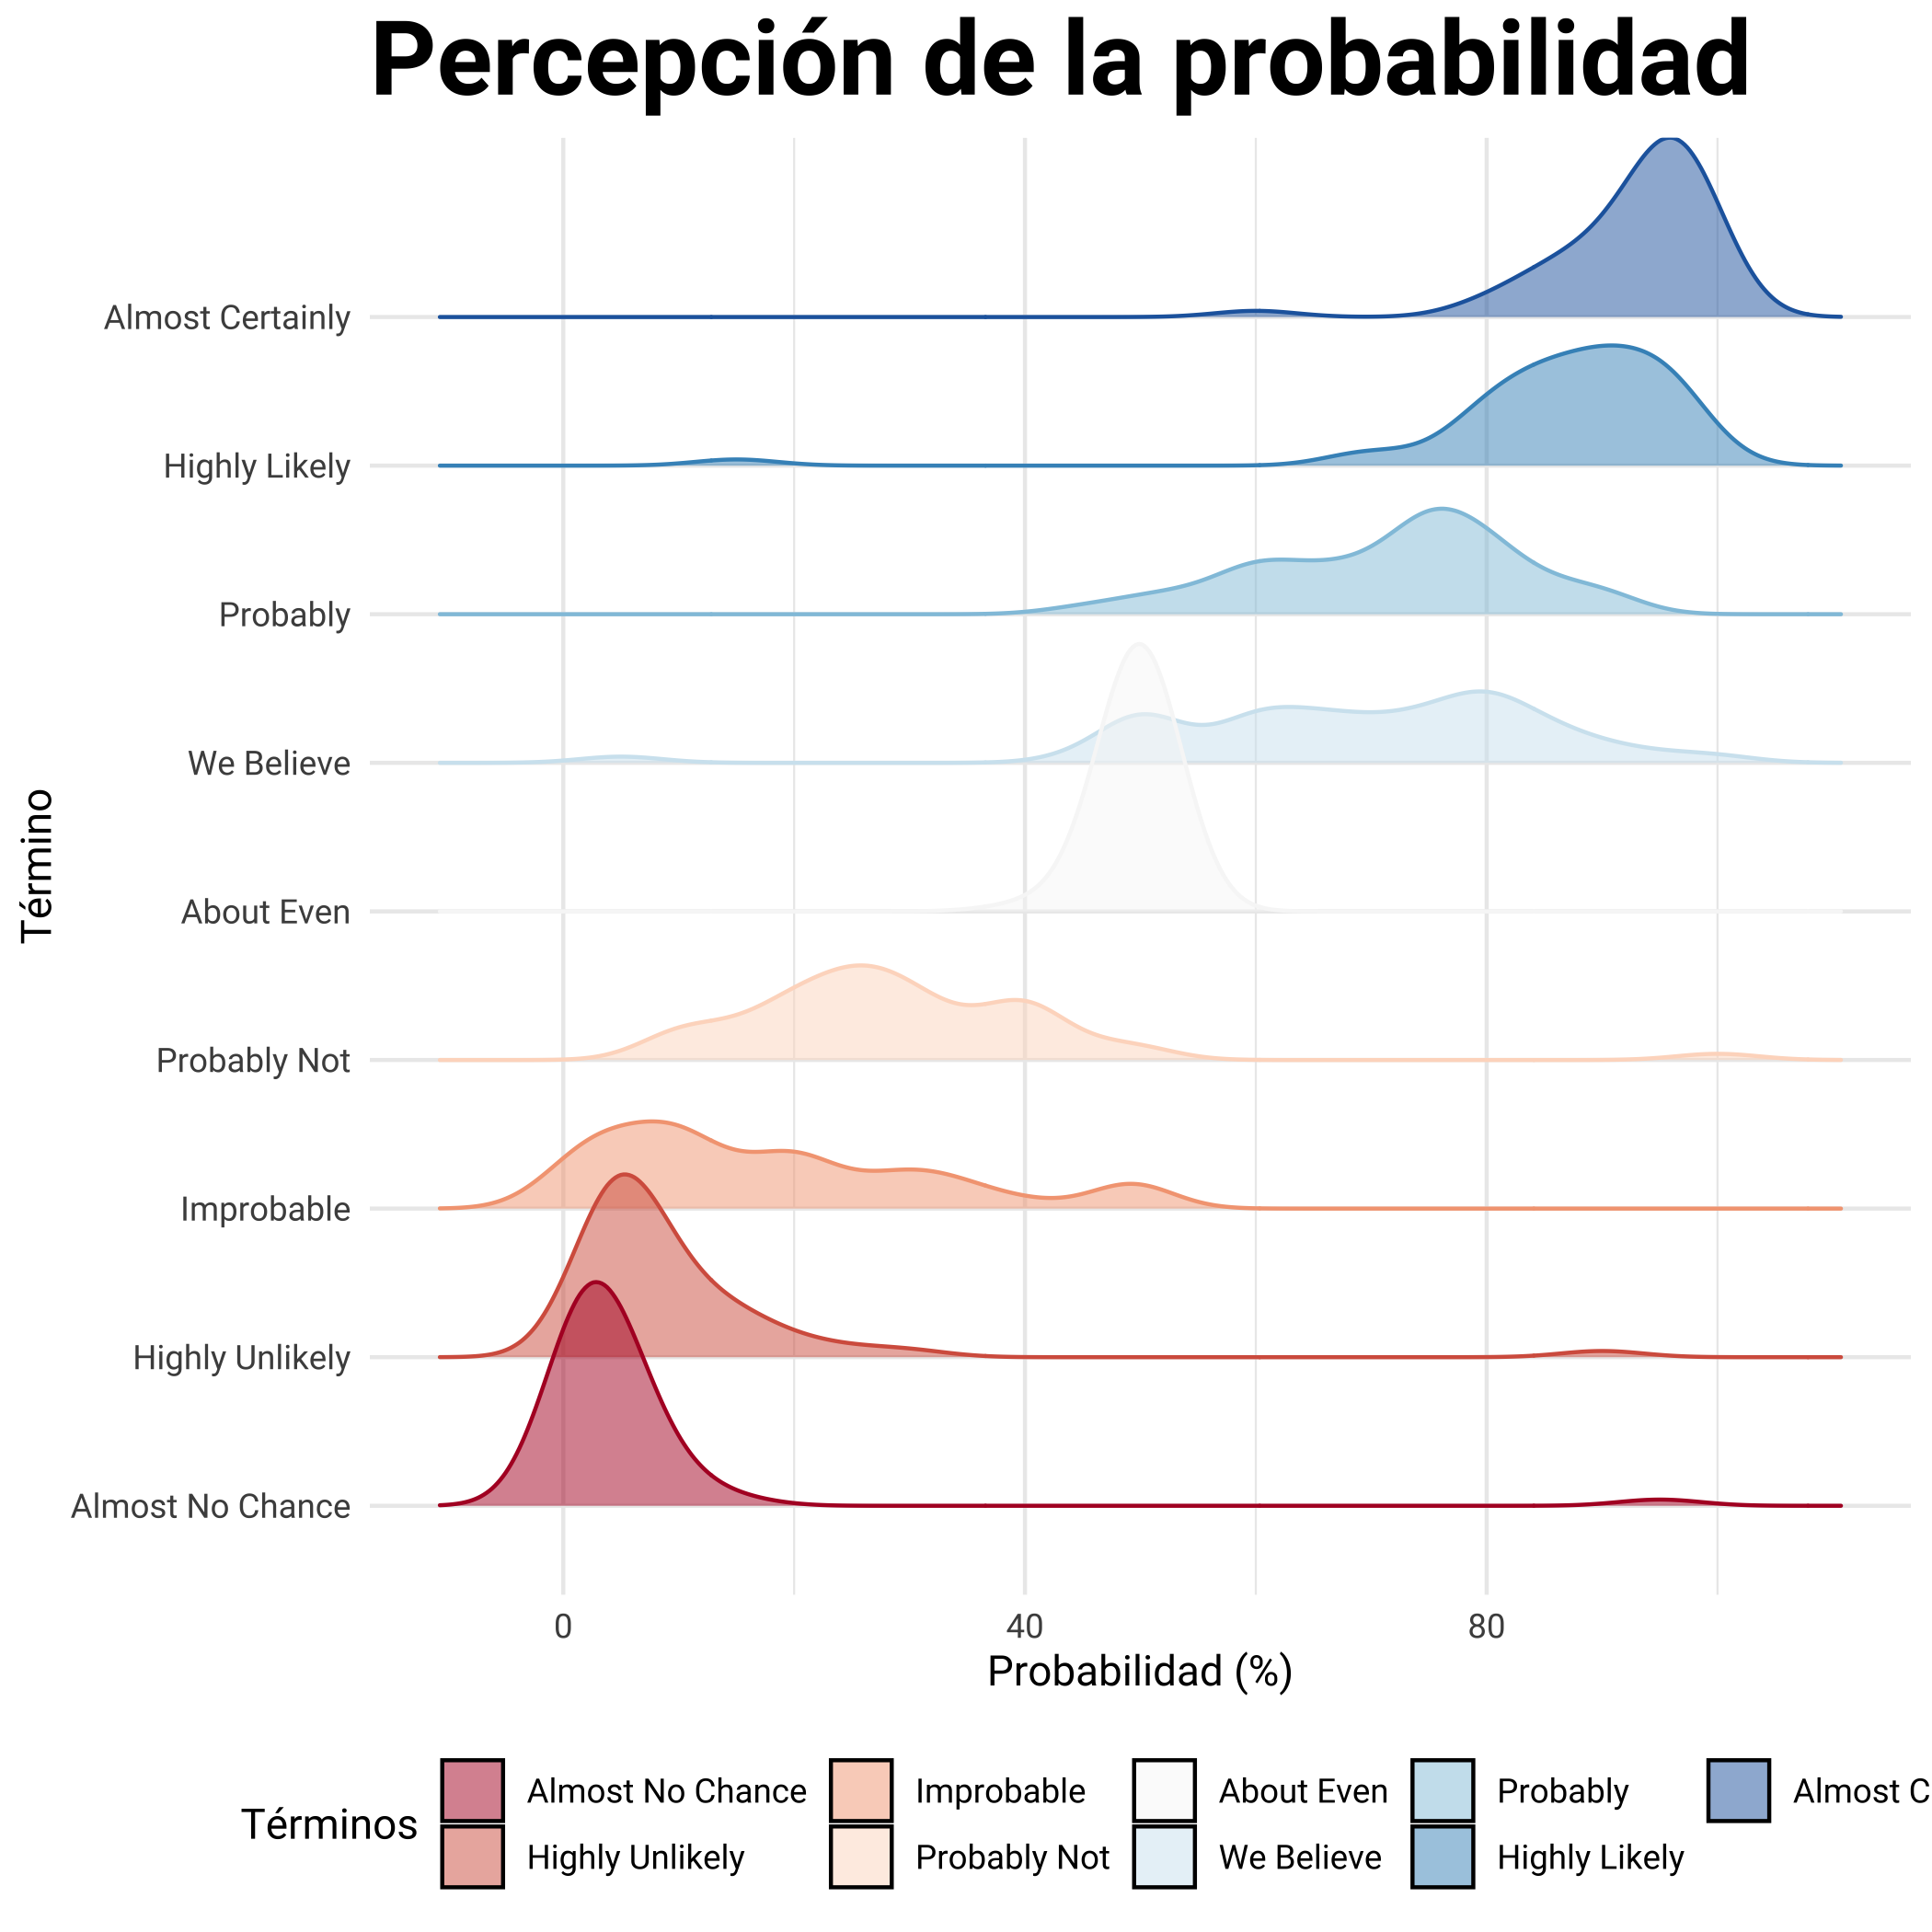 Percepción de la probabilidad
Almost Certainly
Highly Likely
Probably
We Believe
About Even
Probably Not
Improbable
Highly Unlikely
Almost No Chance
Término
0 40 80
Probabilidad (%)
Términos
Almost No Chance Improbable About Even Probably Almost C
Highly Unlikely Probably Not We Believe Highly Likely